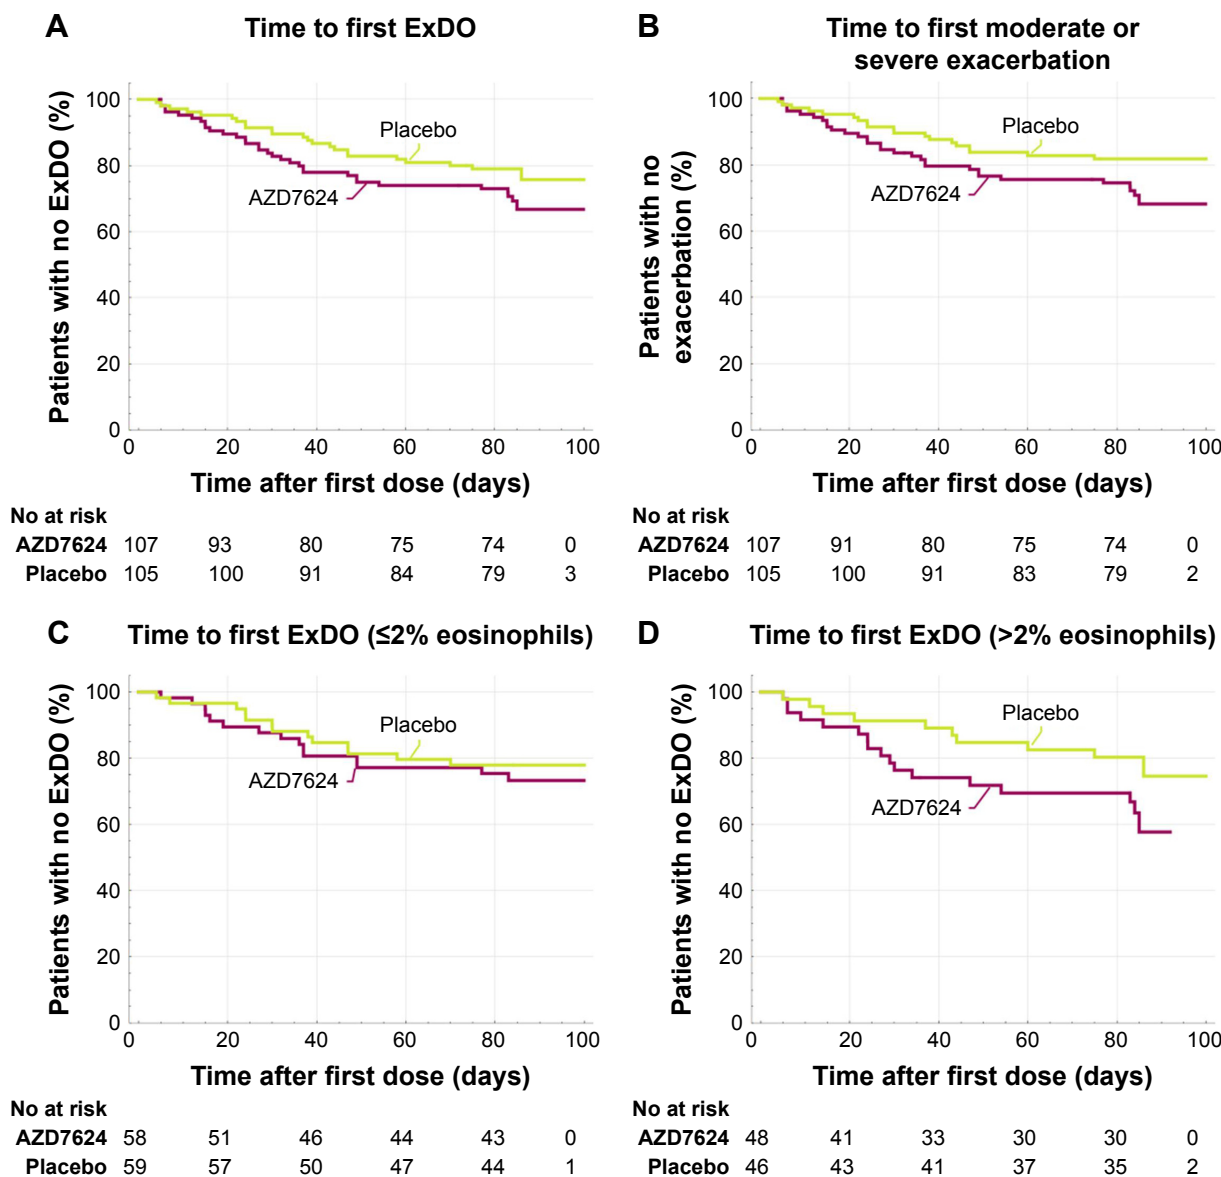 A
Time to first ExDO
Patients with no ExDO (%)
100
80
60
40
20
0
Placebo
AZD7624
0 20 40 60 80 100
Time after first dose (days)
No at risk
AZD7624 107 93 80 75 74 0
Placebo 105 100 91 84 79 3
B
Time to first moderate or
severe exacerbation
Patients with no
exacerbation (%)
100
80
60
40
20
0
Placebo
AZD7624
0 20 40 60 80 100
Time after first dose (days)
No at risk
AZD7624 107 91 80 75 74 0
Placebo 105 100 91 83 79 2
C
Time to first ExDO (≤2% eosinophils)
Patients with no ExDO (%)
100
80
60
40
20
0
Placebo
AZD7624
0 20 40 60 80 100
Time after first dose (days)
No at risk
AZD7624 58 51 46 44 43 0
Placebo 59 57 50 47 44 1
D
Time to first ExDO (>2% eosinophils)
Patients with no ExDO (%)
100
80
60
40
20
0
Placebo
AZD7624
0 20 40 60 80 100
Time after first dose (days)
No at risk
AZD7624 48 41 33 30 30 0
Placebo 46 43 41 37 35 2